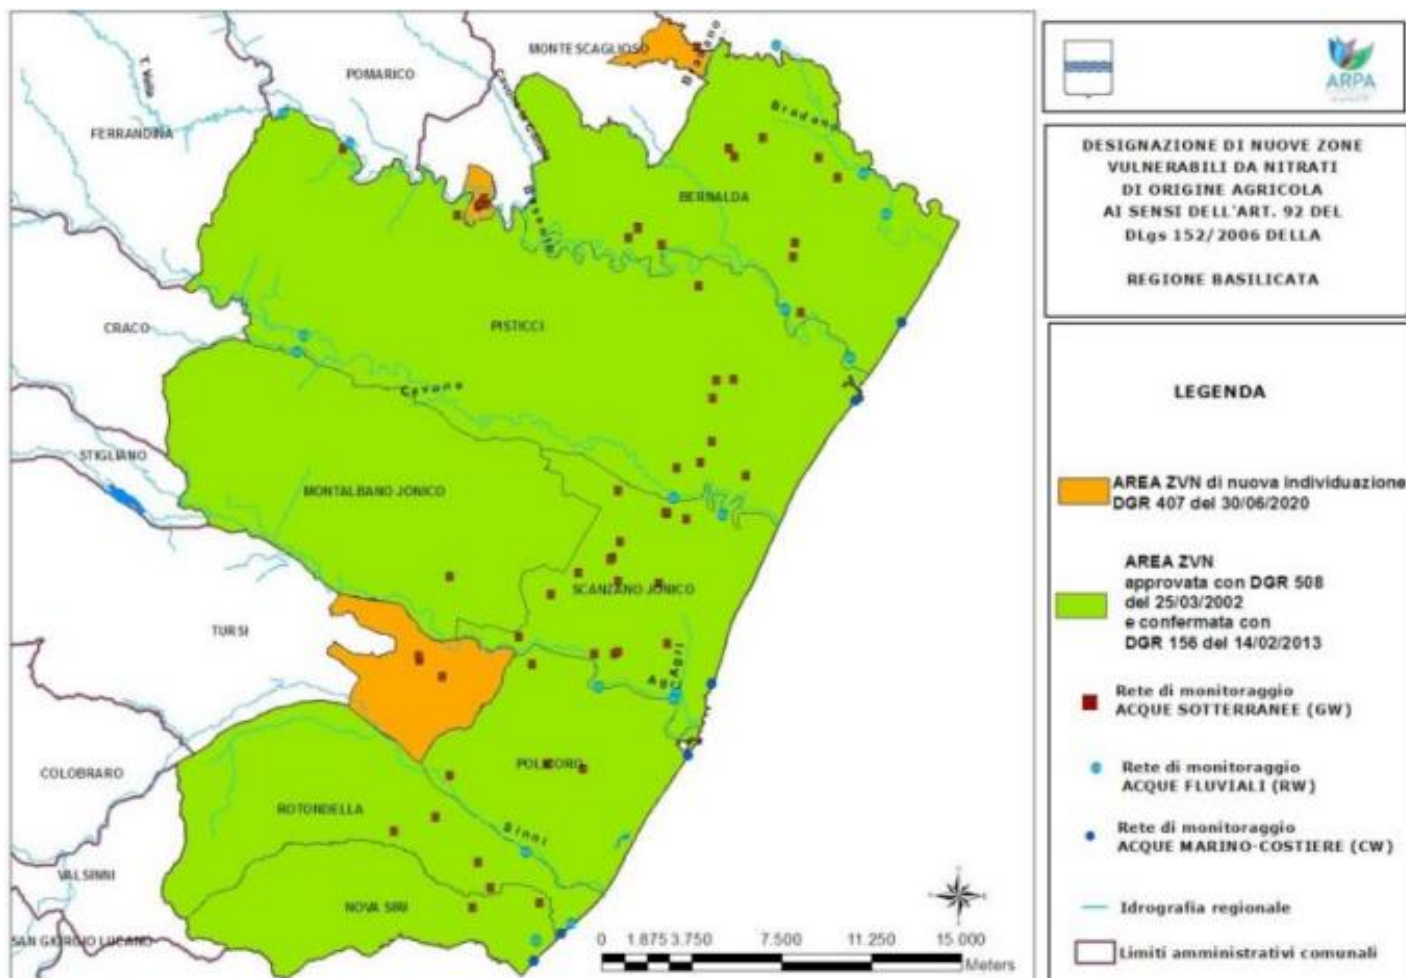 MONTESCAGLIOSO
Bradano
POMARICO
T. Vella
FERRANDINA
Bradano
BERNALDA
Basento
CRACO
PISTICCI
Cavone
STIGLIANO
MONTALBANO JONICO
SCANZANO JONICO
TURSI
Agri
Agri
COLOBRARO
POLICORO
ROTONDELLA
Sinni
VALSINNI
NOVA SIRI
SAN GIORGIO LUCANO
0 1.875 3.750 7.500 11.250 15.000
Meters
ARPA
DESIGNAZIONE DI NUOVE ZONE
VULNERABILI DA NITRATI
DI ORIGINE AGRICOLA
AI SENSI DELL'ART. 92 DEL
DLgs 152/2006 DELLA
REGIONE BASILICATA
LEGENDA
AREA ZVN di nuova individuazione
DGR 407 del 30/06/2020
AREA ZVN
approvata con DGR 508
del 25/03/2002
e confermata con
DGR 156 del 14/02/2013
Rete di monitoraggio
ACQUE SOTTERRANEE (GW)
Rete di monitoraggio
ACQUE FLUVIALI (RW)
Rete di monitoraggio
ACQUE MARINO-COSTIERE (CW)
Idrografia regionale
Limiti amministrativi comunali